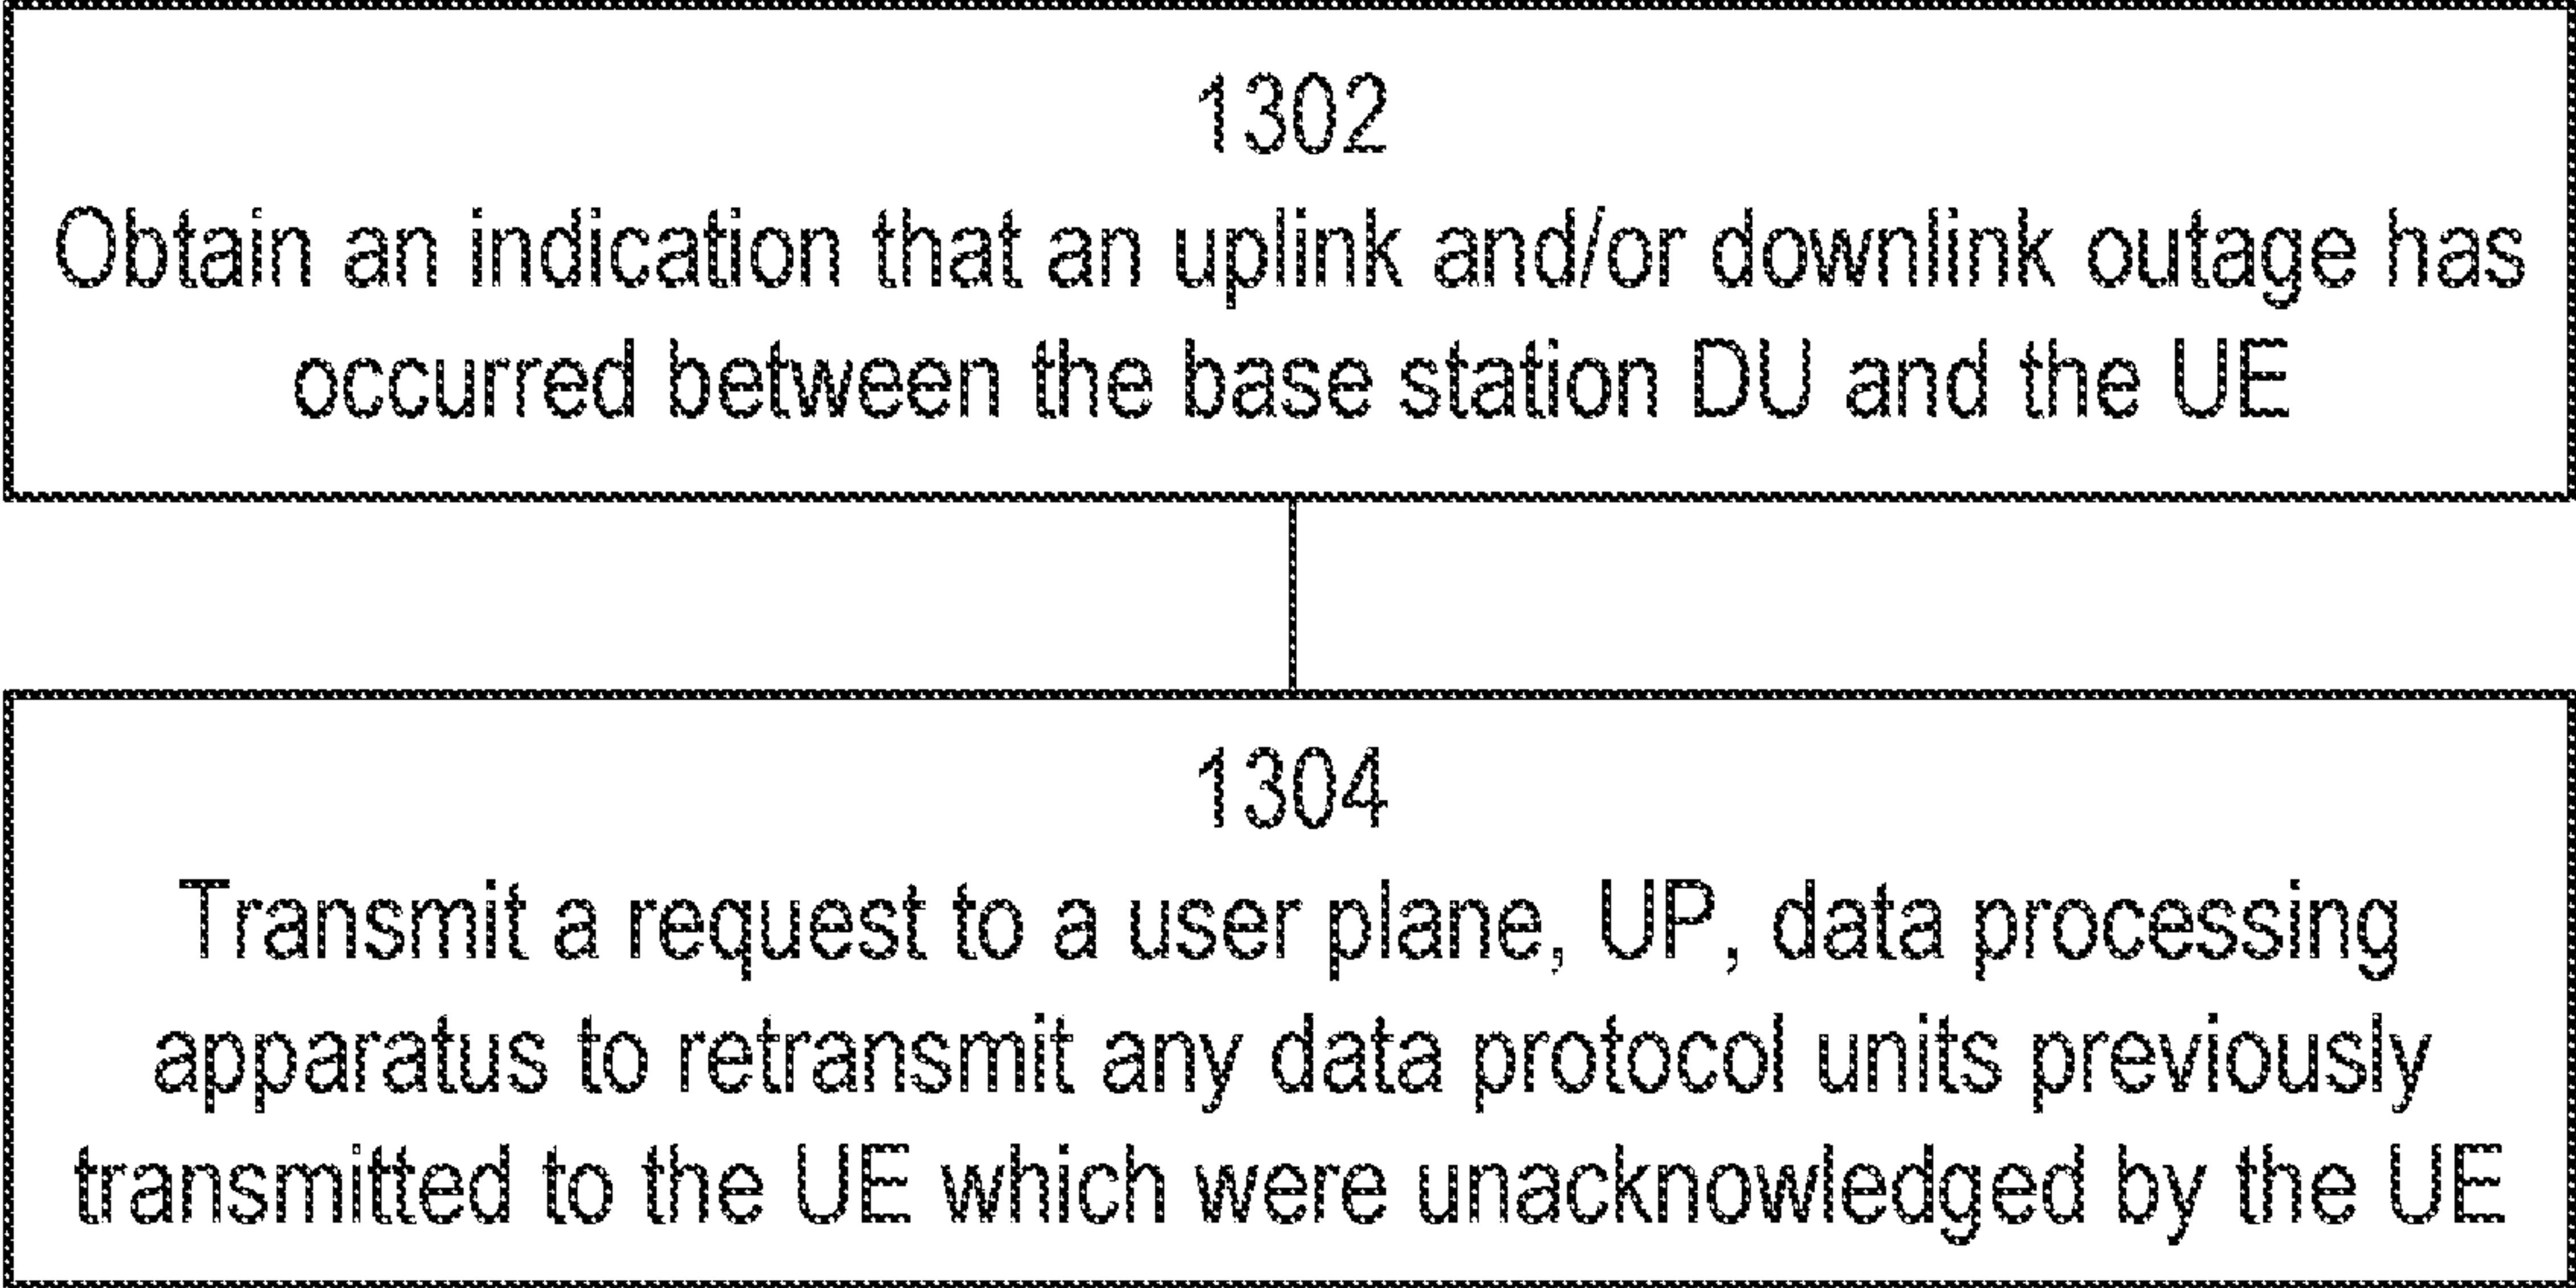 1302
Obtain an indication that an uplink and/or downlink outage has
occurred between the base station DU and the UE
1304
Transmit a request to a user plane, UP, data processing
apparatus to retransmit any data protocol units previously
transmitted to the UE which were unacknowledged by the UE